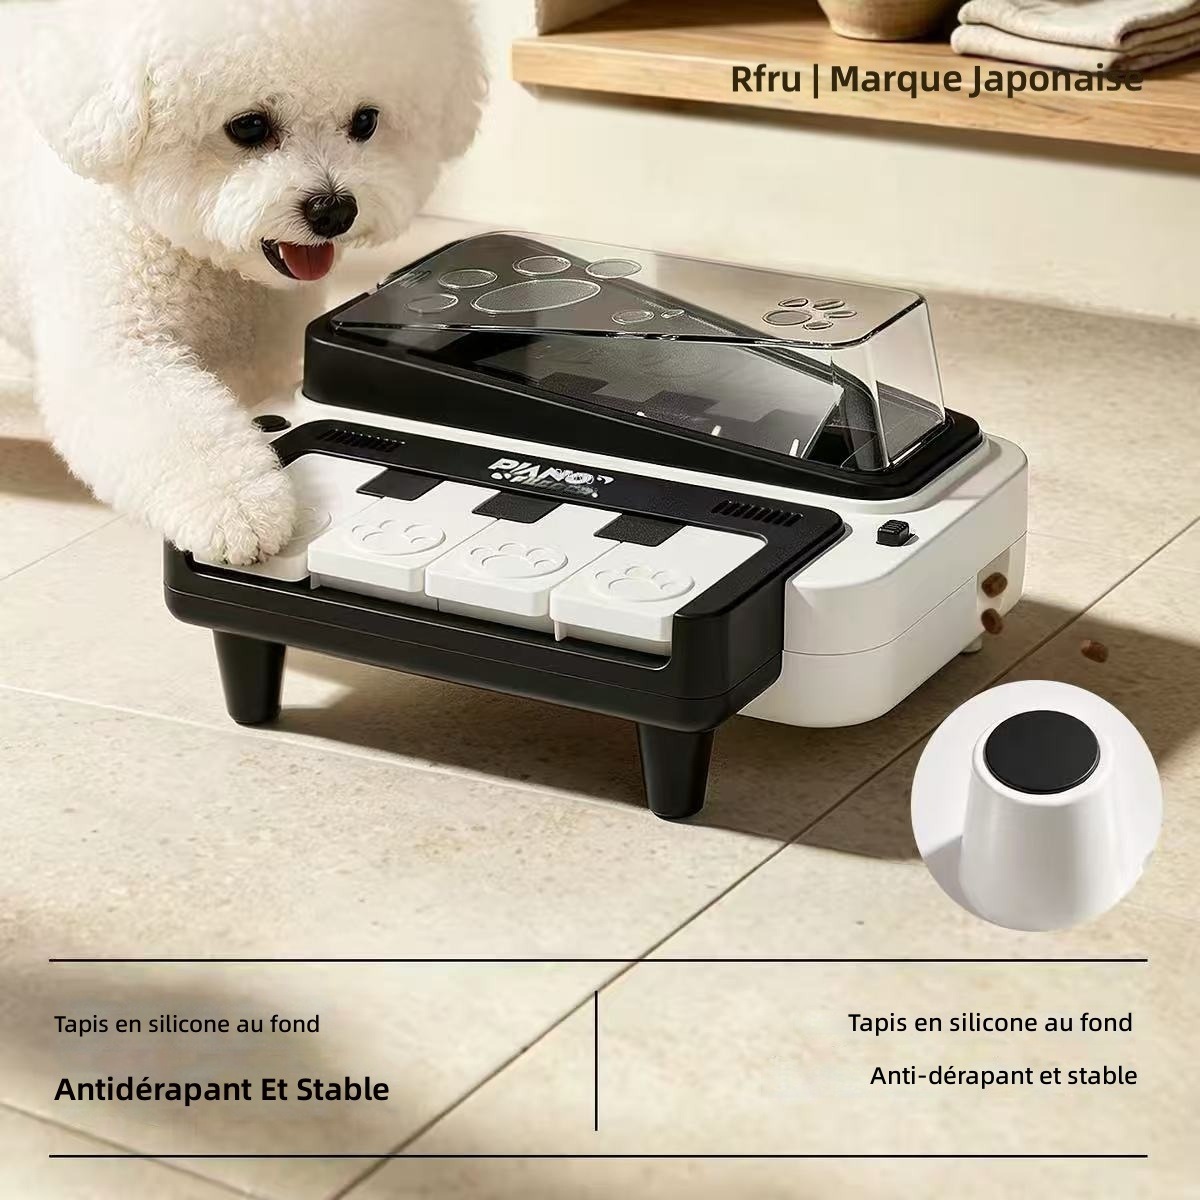 Rfru | Marque Japonaise
PIANO
Tapis en silicone au fond
Antidérapant Et Stable
Tapis en silicone au fond
Anti-dérapant et stable